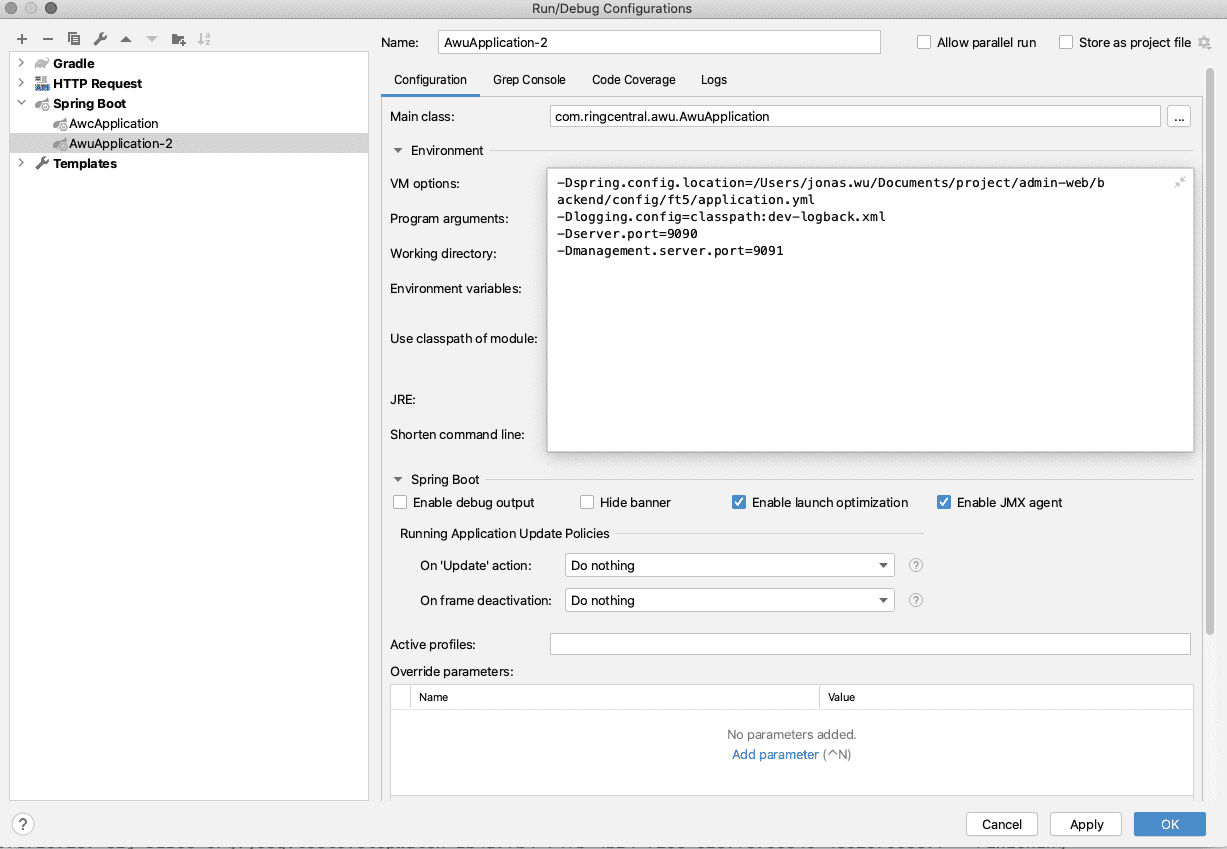 Run/Debug Configurations
Gradle
HTTP Request
Spring Boot
AwcApplication
AwuApplication-2
Templates
Name: AwuApplication-2 Allow parallel run Store as project file
Configuration Grep Console Code Coverage Logs
Main class: com.ringcentral.awu.AwuApplication ...
Environment
VM options:
-Dspring.config.location=/Users/jonas.wu/Documents/project/admin-web/b
ackend/config/ft5/application.yml
-Dlogging.config=classpath:dev-logback.xml
-Dserver.port=9090
-Dmanagement.server.port=9091
Program arguments:
Working directory:
Environment variables:
Use classpath of module:
JRE:
Shorten command line:
Spring Boot
Enable debug output Hide banner Enable launch optimization Enable JMX agent
Running Application Update Policies
On 'Update' action: Do nothing ?
On frame deactivation: Do nothing ?
Active profiles:
Override parameters:
Name Value
No parameters added.
Add parameter (^N)
? Cancel Apply OK